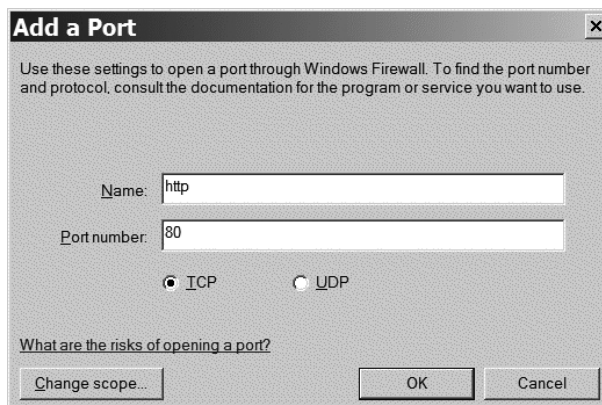 Add a Port
Use these settings to open a port through Windows Firewall. To find the port number
and protocol, consult the documentation for the program or service you want to use.
Name: http
Port number: 80
TCP UDP
What are the risks of opening a port?
Change scope... OK Cancel